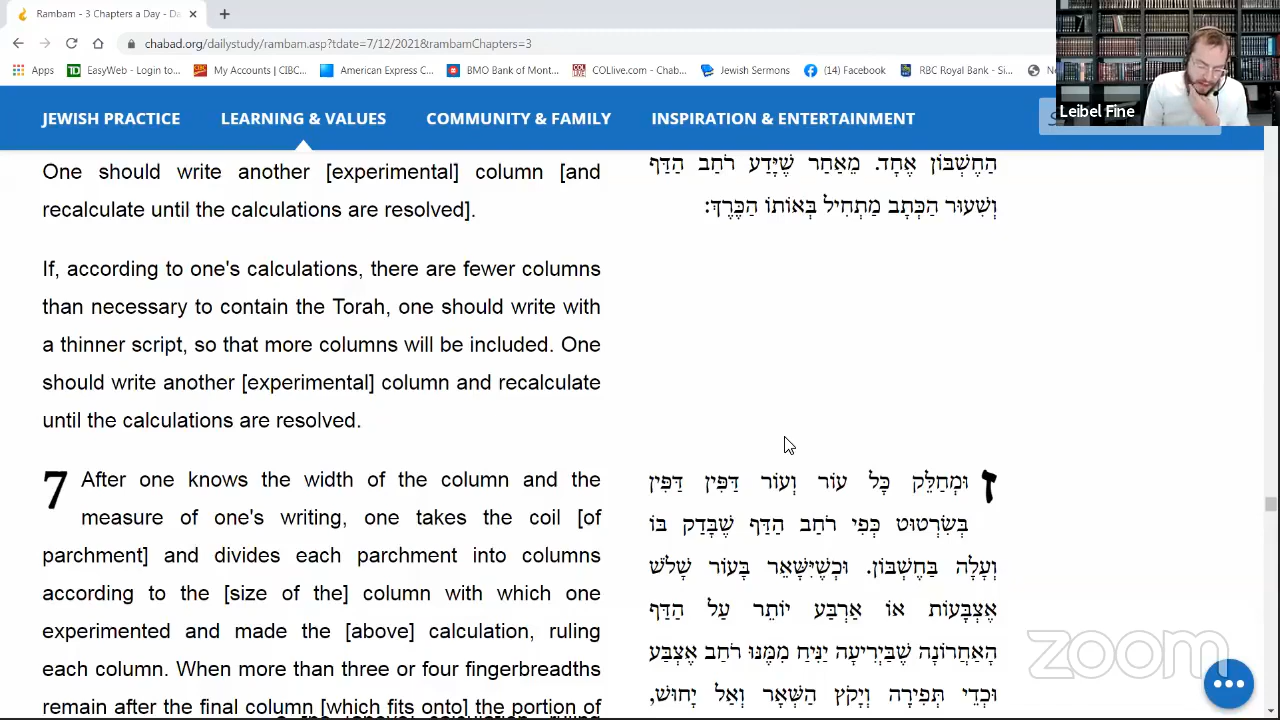 Rambam - 3 Chapters a Day - Da
chabad.org/dailystudy/rambam.asp?tdate=7/12/2021&rambamChapters=3
Apps EasyWeb - Login to... My Accounts | CIBC... American Express C... BMO Bank of Mont... COLlive.com - Chab... Jewish Sermons (14) Facebook RBC Royal Bank - Si...
Leibel Fine
JEWISH PRACTICE LEARNING & VALUES COMMUNITY & FAMILY INSPIRATION & ENTERTAINMENT
One should write another [experimental] column [and
recalculate until the calculations are resolved].
If, according to one's calculations, there are fewer columns
than necessary to contain the Torah, one should write with
a thinner script, so that more columns will be included. One
should write another [experimental] column and recalculate
until the calculations are resolved.
7 After one knows the width of the column and the
measure of one's writing, one takes the coil [of
parchment] and divides each parchment into columns
according to the [size of the] column with which one
experimented and made the [above] calculation, ruling
each column. When more than three or four fingerbreadths
remain after the final column [which fits onto] the portion of
הַחֶשְׁבּוֹן אֶחָד. מֵאַחַר שֶׁיָּדַע רֹחַב הַדַּף
וְשִׁעוּר הַכְּתָב מַתְחִיל בְּאוֹתוֹ הַכֶּרֶךְ:
ז וּמְחַלֵּק כָּל עוֹר וָעוֹר דַּפִּין דַּפִּין
בְּשִׂרְטוּט כְּפִי רֹחַב הַדַּף שֶׁבָּדַק בּוֹ
וְעָלָה בַּחֶשְׁבּוֹן. וּכְשֶׁיִּשָּׁאֵר בָּעוֹר שָׁלֹשׁ
אֶצְבָּעוֹת אוֹ אַרְבַּע יוֹתֵר עַל הַדַּף
הָאַחֲרוֹנָה שֶׁבַּיְרִיעָה יַנִּיחַ מִמֶּנּוּ רֹחַב אֶצְבַּע
וּכְדֵי תְּפִירָה וְיָקֹץ הַשְּׁאָר וְאַל יָחוּשׁ,
zoom